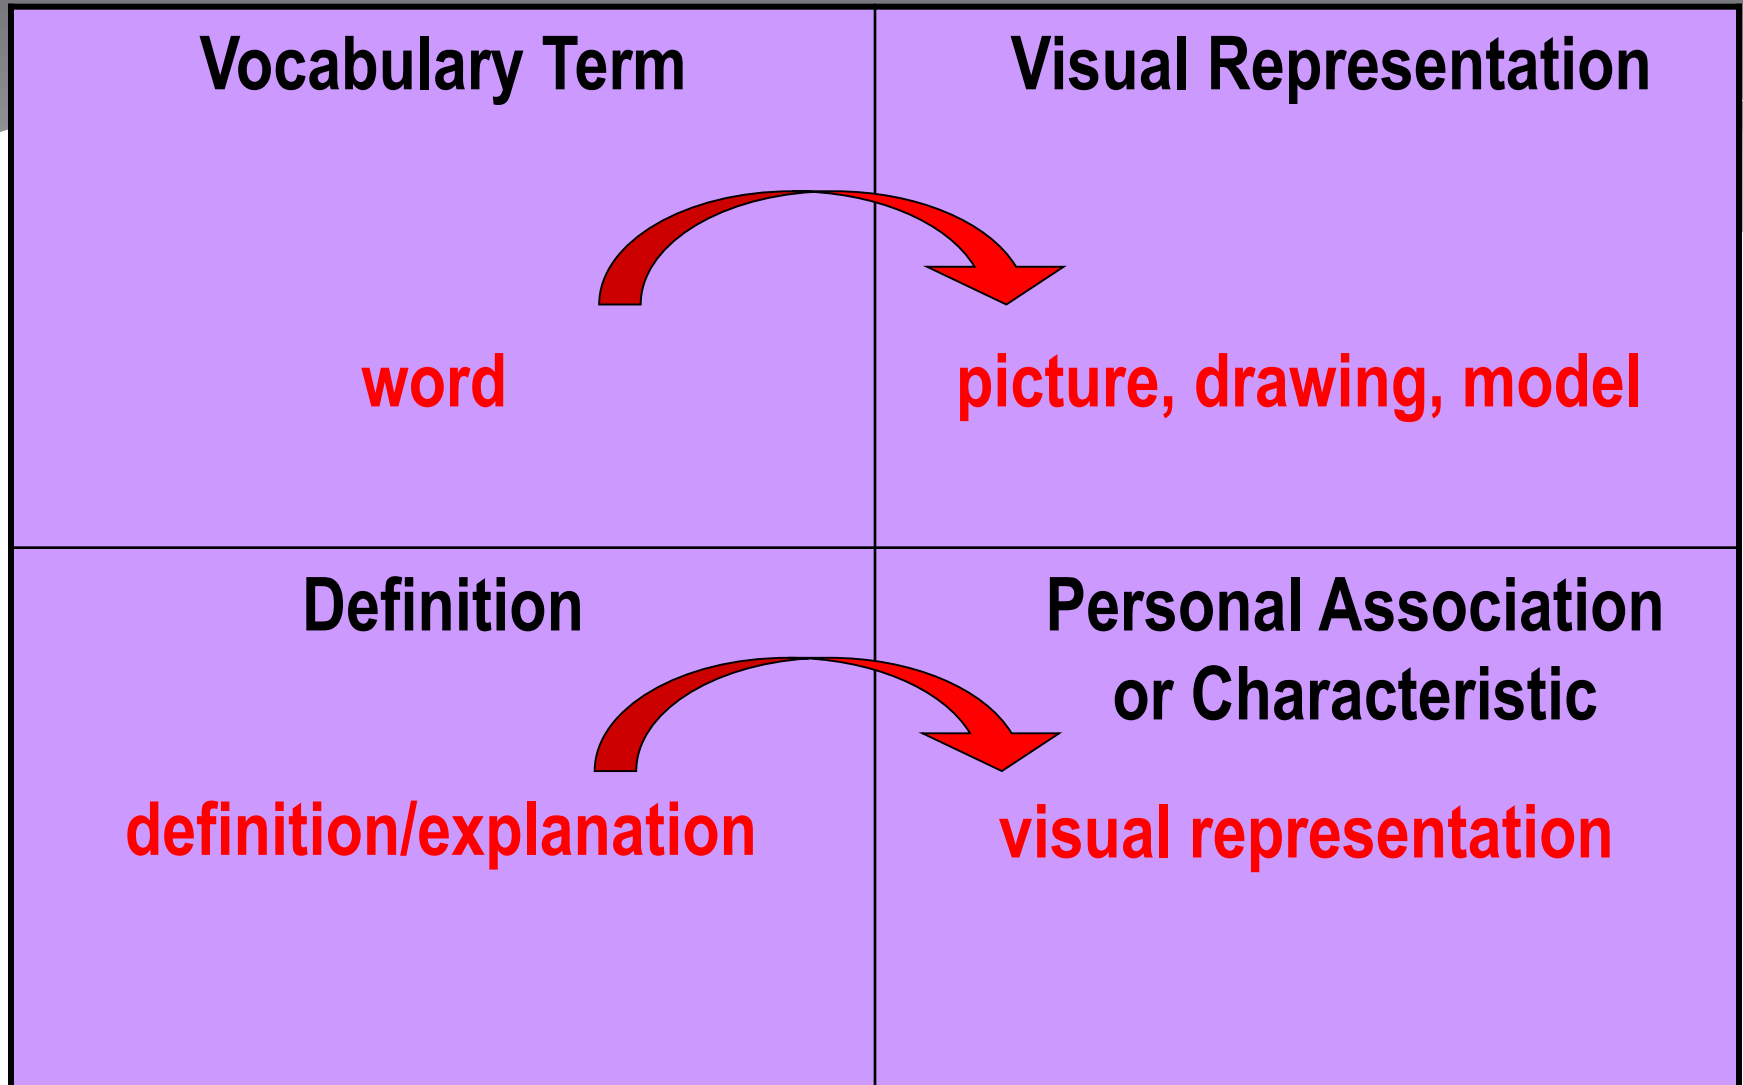 Vocabulary Term
word
Visual Representation
picture, drawing, model
Definition
definition/explanation
Personal Association
or Characteristic
visual representation